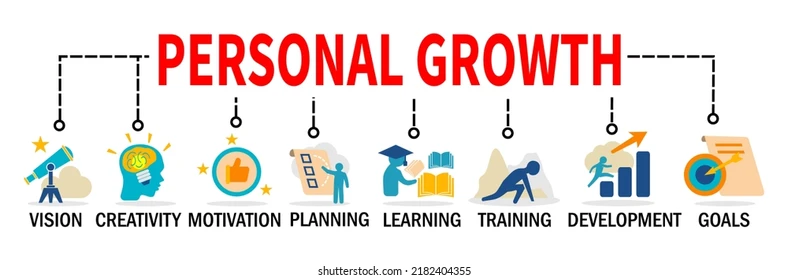 PERSONAL GROWTH
VISION CREATIVITY MOTIVATION PLANNING LEARNING TRAINING DEVELOPMENT GOALS
shutterstock.com · 2182404355